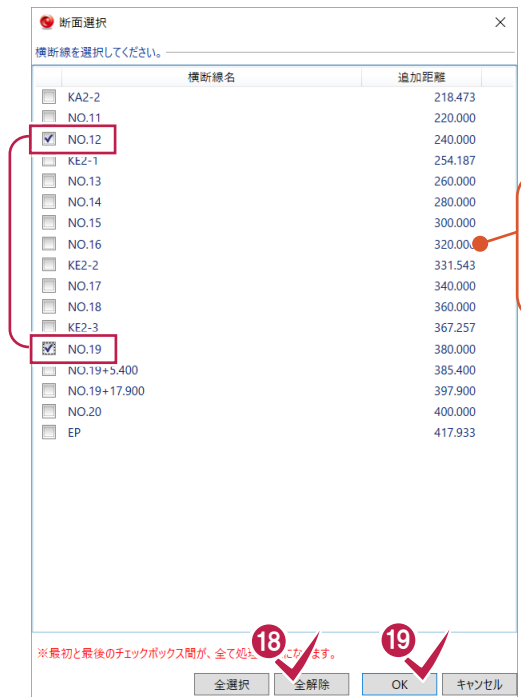 断面選択
横断線を選択してください。
横断線名 追加距離
KA2-2 218.473
NO.11 220.000
NO.12 240.000
KE2-1 254.187
NO.13 260.000
NO.14 280.000
NO.15 300.000
NO.16 320.000
KE2-2 331.543
NO.17 340.000
NO.18 360.000
KE2-3 367.257
NO.19 380.000
NO.19+5.400 385.400
NO.19+17.900 397.900
NO.20 400.000
EP 417.933
18 19
※最初と最後のチェックボックス間が、全て処 になります。
全選択 全解除 OK キャンセル